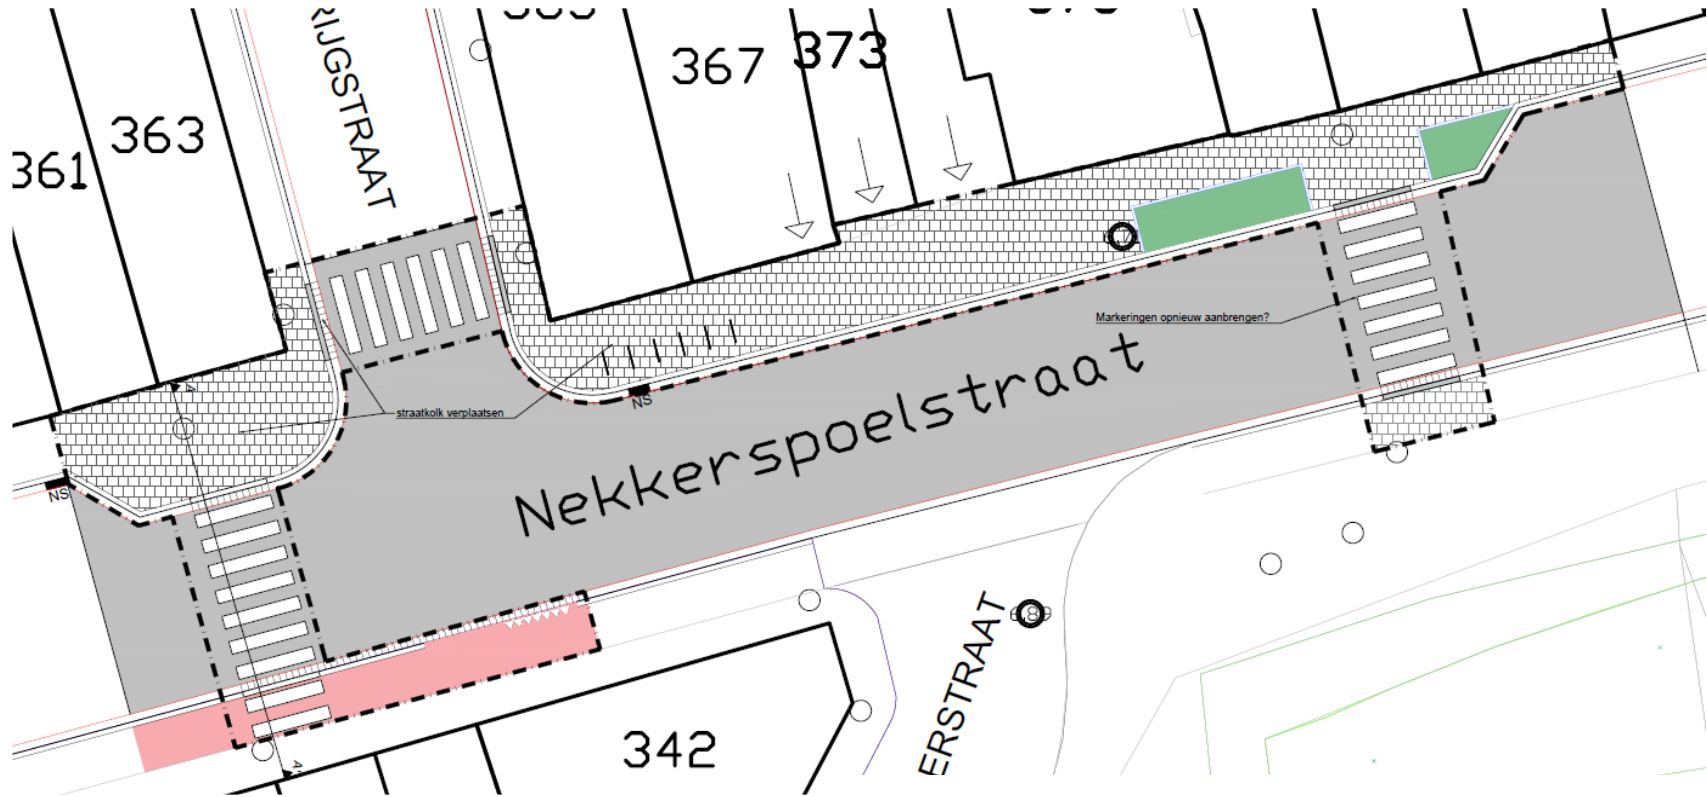 RIJGSTRAAT
367
373
363
361
Markeringen opnieuw aanbrengen?
straatkolk verplaatsen
NS
Nekkerspoelstraat
NS
ERSTRAAT
342
A'